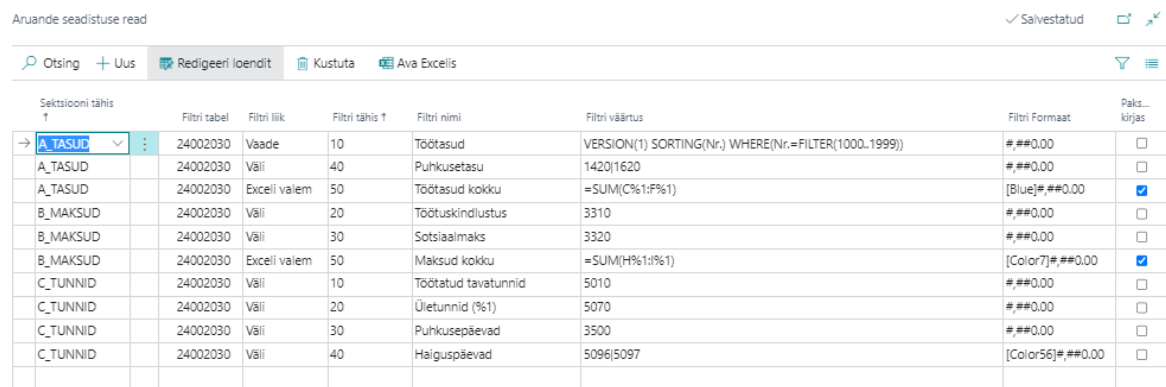 Aruande seadistuse read
Salvestatud
Otsing Uus Redigeeri loendit Kustuta Ava Excelis
Sektsiooni tähis ↑ Filtri tabel Filtri liik Filtri tähis ↑ Filtri nimi Filtri väärtus Filtri Formaat Paks... kirjas
A_TASUD 24002030 Vaade 10 Töötasud VERSION(1) SORTING(Nr.) WHERE(Nr.=FILTER(1000..1999)) #,##0.00
A_TASUD 24002030 Väli 40 Puhkusetasu 1420|1620 #,##0.00
A_TASUD 24002030 Exceli valem 50 Töötasud kokku =SUM(C%1:F%1) [Blue]#,##0.00
B_MAKSUD 24002030 Väli 20 Töötuskindlustus 3310 #,##0.00
B_MAKSUD 24002030 Väli 30 Sotsiaalmaks 3320 #,##0.00
B_MAKSUD 24002030 Exceli valem 50 Maksud kokku =SUM(H%1:I%1) [Color7]#,##0.00
C_TUNNID 24002030 Väli 10 Töötatud tavatunnid 5010 #,##0.00
C_TUNNID 24002030 Väli 20 Ületunnid (%1) 5070 #,##0.00
C_TUNNID 24002030 Väli 30 Puhkusepäevad 3500 #,##0.00
C_TUNNID 24002030 Väli 40 Haiguspäevad 5096|5097 [Color56]#,##0.00